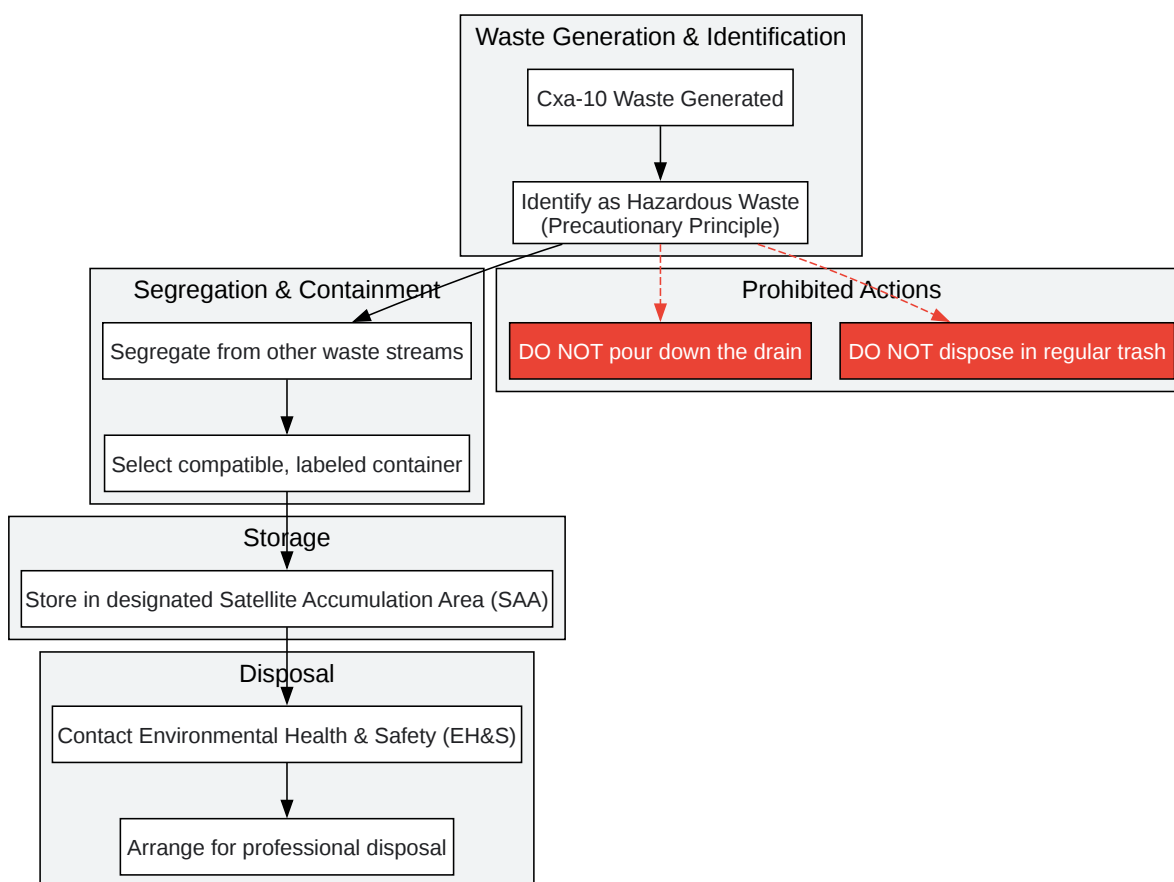 Waste Generation & Identification
Cxa-10 Waste Generated
Identify as Hazardous Waste
(Precautionary Principle)
Segregation & Containment
Segregate from other waste streams
Select compatible, labeled container
Prohibited Actions
DO NOT pour down the drain
DO NOT dispose in regular trash
Storage
Store in designated Satellite Accumulation Area (SAA)
Disposal
Contact Environmental Health & Safety (EH&S)
Arrange for professional disposal